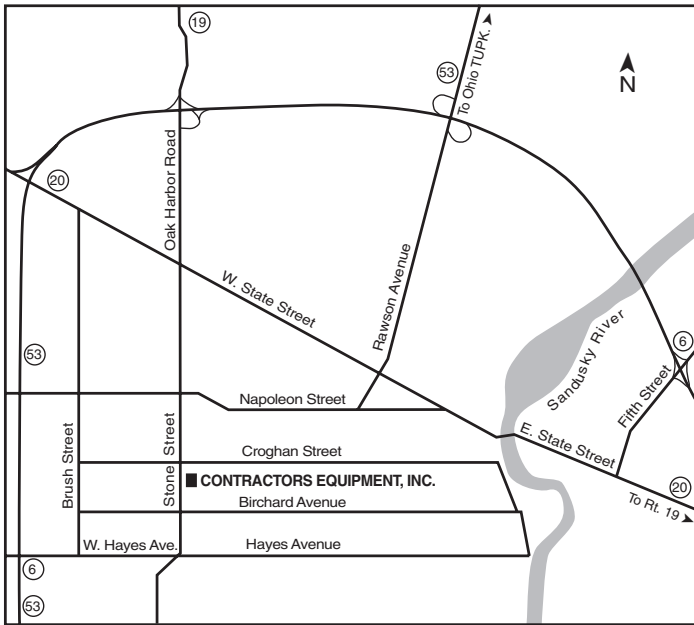 19
53
To Ohio TUPK.
N
20
Oak Harbor Road
W. State Street
Rawson Avenue
Sandusky River
6
53
Fifth Street
Napoleon Street
E. State Street
Brush Street
Stone Street
Croghan Street
CONTRACTORS EQUIPMENT, INC.
Birchard Avenue
20
To Rt. 19
W. Hayes Ave.
Hayes Avenue
6
53